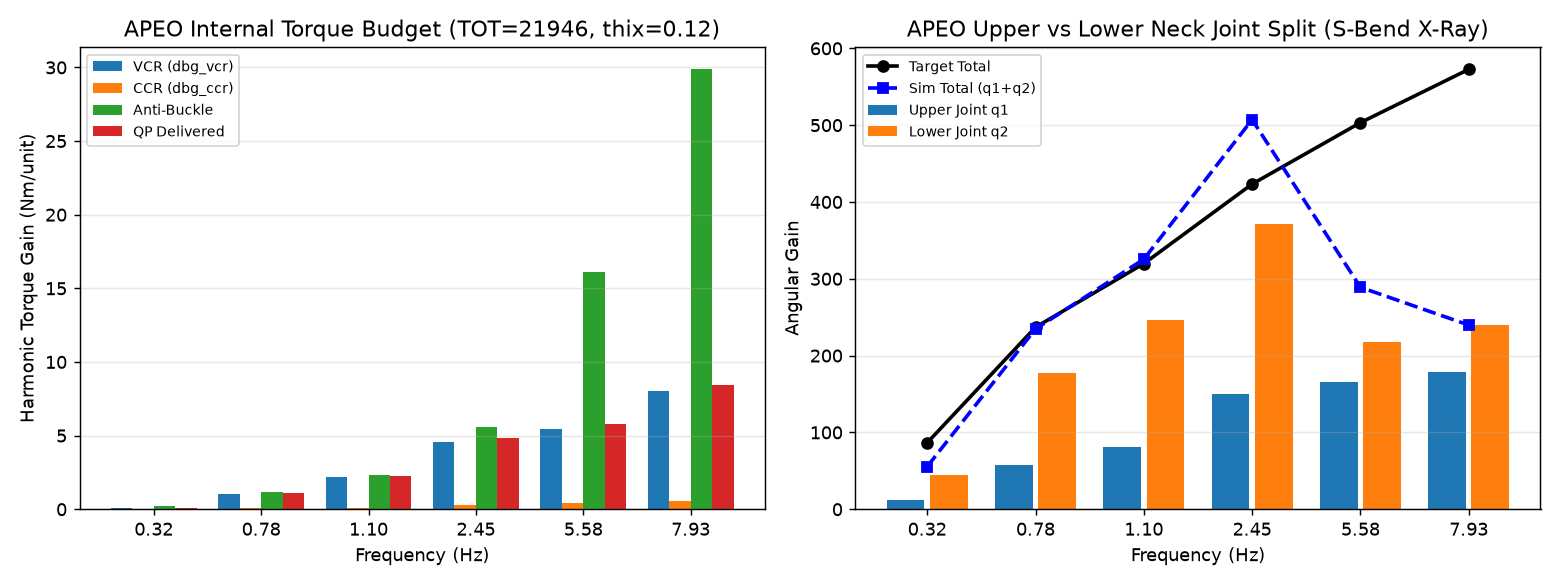 APEO Internal Torque Budget (TOT=21946, thix=0.12)
VCR (dbg_vcr)
CCR (dbg_ccr)
Anti-Buckle
QP Delivered
Harmonic Torque Gain (Nm/unit)
30
25
20
15
10
5
0
0.32 0.78 1.10 2.45 5.58 7.93
Frequency (Hz)
APEO Upper vs Lower Neck Joint Split (S-Bend X-Ray)
Target Total
Sim Total (q1+q2)
Upper Joint q1
Lower Joint q2
Angular Gain
600
500
400
300
200
100
0
0.32 0.78 1.10 2.45 5.58 7.93
Frequency (Hz)